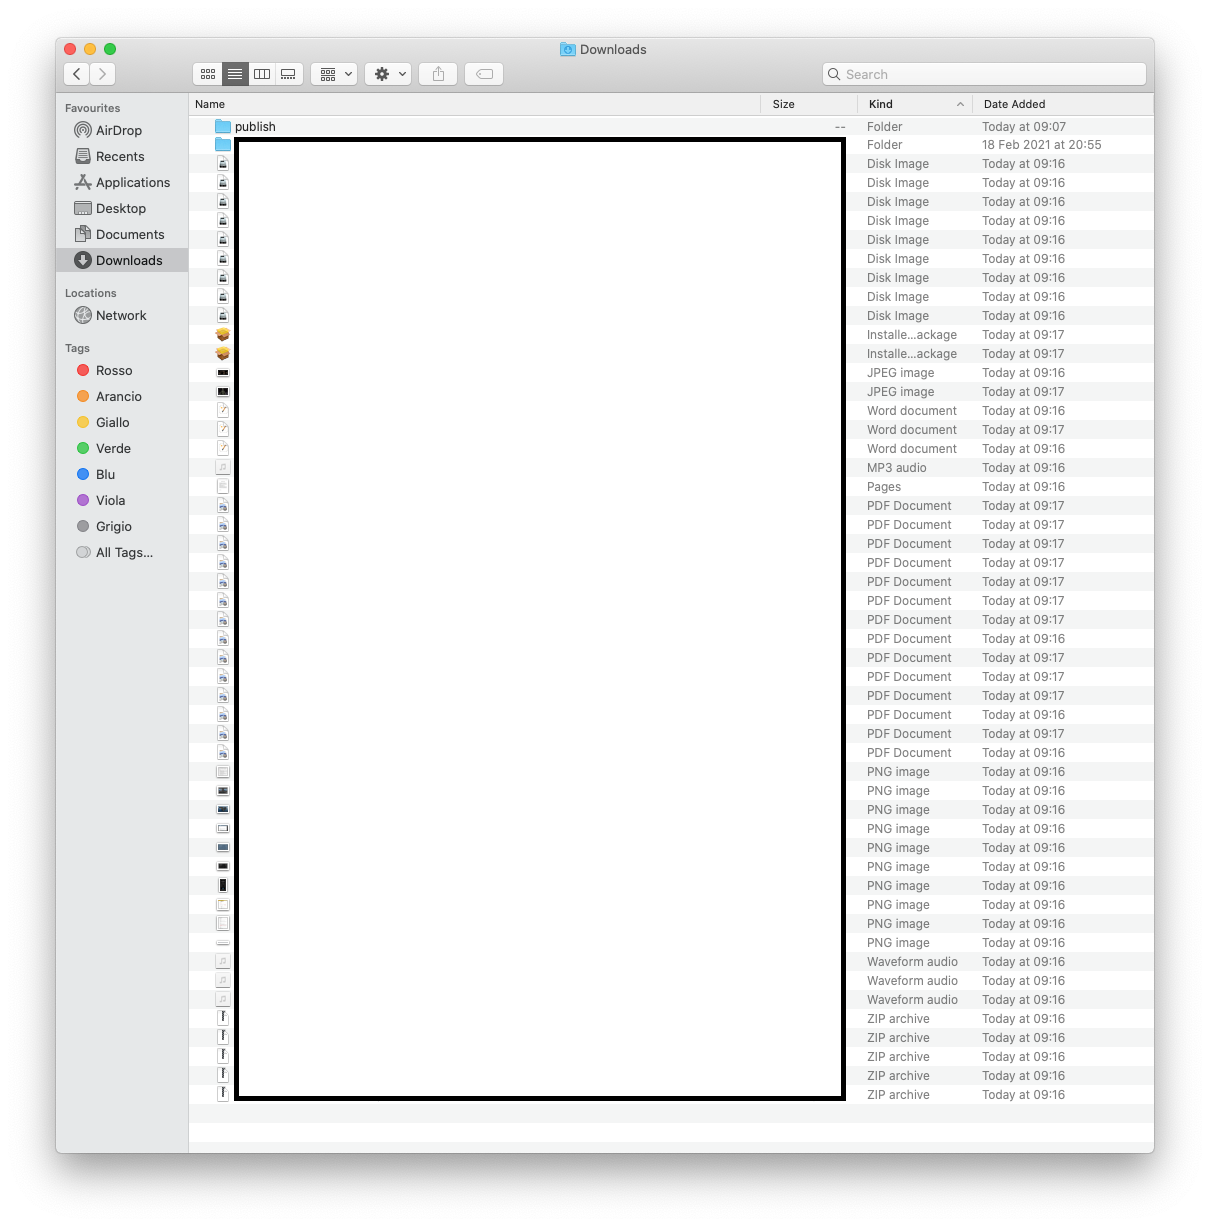 Downloads
Search
Favourites
AirDrop
Recents
Applications
Desktop
Documents
Downloads
Locations
Network
Tags
Rosso
Arancio
Giallo
Verde
Blu
Viola
Grigio
All Tags...
Name Size Kind Date Added
publish -- Folder Today at 09:07
Folder 18 Feb 2021 at 20:55
Disk Image Today at 09:16
Disk Image Today at 09:16
Disk Image Today at 09:16
Disk Image Today at 09:16
Disk Image Today at 09:16
Disk Image Today at 09:16
Disk Image Today at 09:16
Disk Image Today at 09:16
Disk Image Today at 09:16
Installe...ackage Today at 09:17
Installe...ackage Today at 09:17
JPEG image Today at 09:16
JPEG image Today at 09:17
Word document Today at 09:16
Word document Today at 09:17
Word document Today at 09:16
MP3 audio Today at 09:16
Pages Today at 09:16
PDF Document Today at 09:17
PDF Document Today at 09:17
PDF Document Today at 09:17
PDF Document Today at 09:17
PDF Document Today at 09:17
PDF Document Today at 09:17
PDF Document Today at 09:17
PDF Document Today at 09:16
PDF Document Today at 09:17
PDF Document Today at 09:17
PDF Document Today at 09:17
PDF Document Today at 09:16
PDF Document Today at 09:17
PDF Document Today at 09:16
PNG image Today at 09:16
PNG image Today at 09:16
PNG image Today at 09:16
PNG image Today at 09:16
PNG image Today at 09:16
PNG image Today at 09:16
PNG image Today at 09:16
PNG image Today at 09:16
PNG image Today at 09:16
PNG image Today at 09:16
Waveform audio Today at 09:16
Waveform audio Today at 09:16
Waveform audio Today at 09:16
ZIP archive Today at 09:16
ZIP archive Today at 09:16
ZIP archive Today at 09:16
ZIP archive Today at 09:16
ZIP archive Today at 09:16